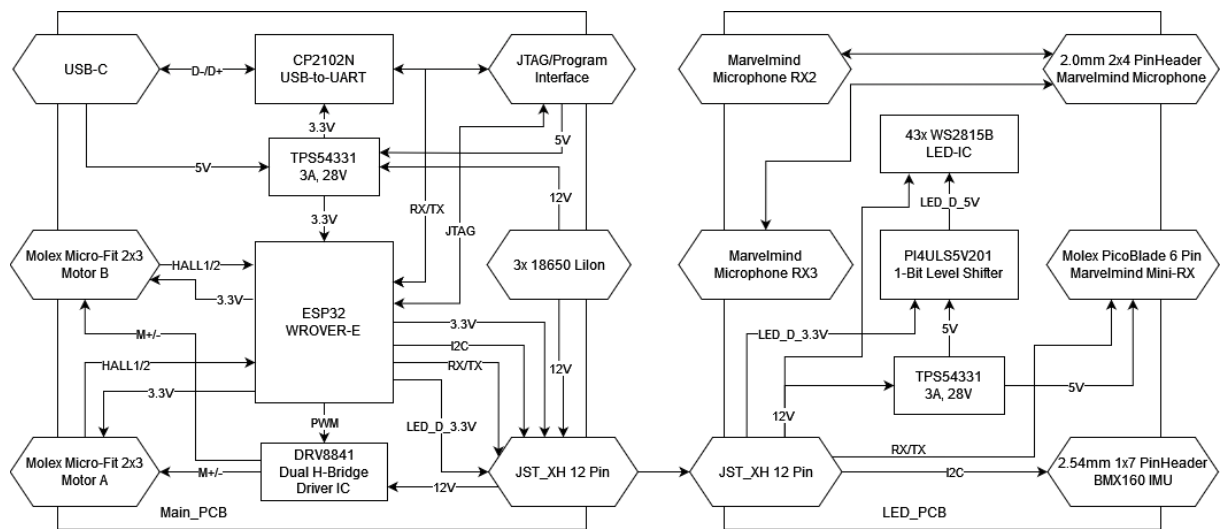 USB-C
D-/D+
CP2102N
USB-to-UART
JTAG/Program
Interface
3.3V
5V
5V
TPS54331
3A, 28V
12V
RX/TX
JTAG
3.3V
Molex Micro-Fit 2x3
Motor B
HALL1/2
3.3V
ESP32
WROVER-E
3x 18650 LiIon
3.3V
I2C
RX/TX
12V
M+/-
HALL1/2
3.3V
PWM
LED_D_3.3V
Molex Micro-Fit 2x3
Motor A
M+/-
DRV8841
Dual H-Bridge
Driver IC
12V
JST_XH 12 Pin
Main_PCB
Marvelmind
Microphone RX2
2.0mm 2x4 PinHeader
Marvelmind Microphone
43x WS2815B
LED-IC
LED_D_5V
Marvelmind
Microphone RX3
PI4ULS5V201
1-Bit Level Shifter
Molex PicoBlade 6 Pin
Marvelmind Mini-RX
LED_D_3.3V
5V
TPS54331
3A, 28V
5V
12V
RX/TX
JST_XH 12 Pin
I2C
2.54mm 1x7 PinHeader
BMX160 IMU
LED_PCB